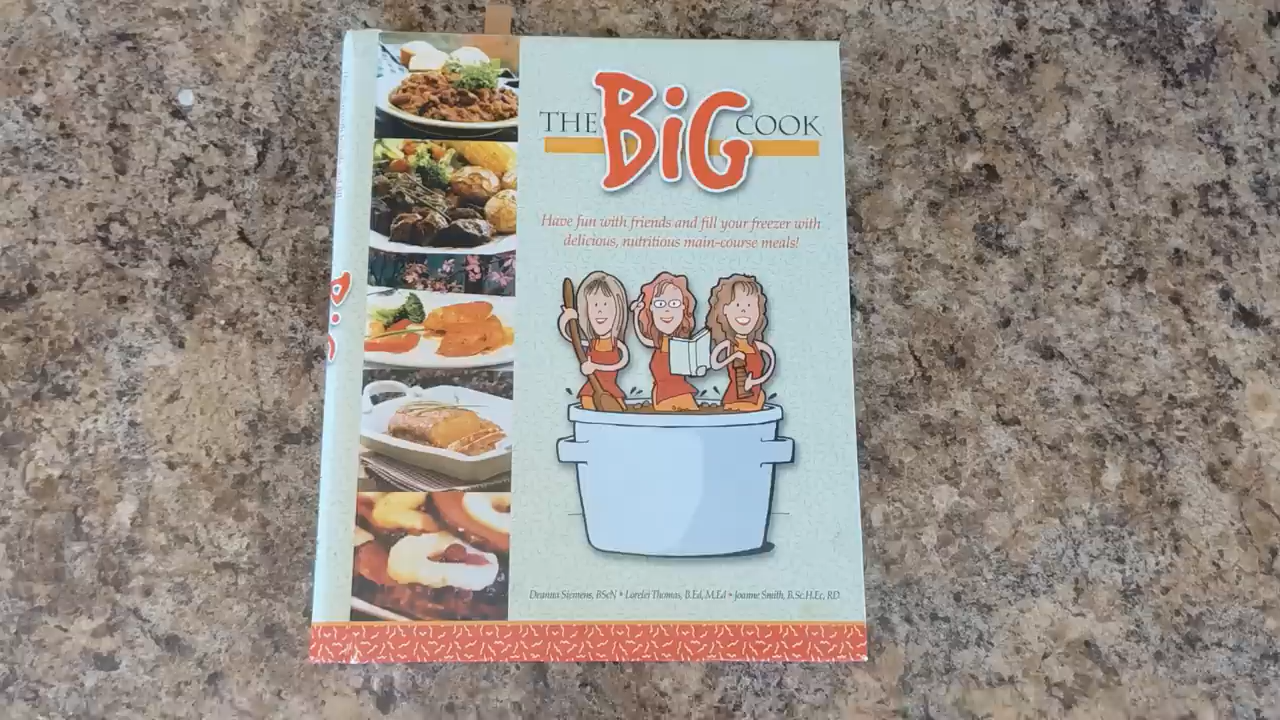 THE BiG COOK
Have fun with friends and fill your freezer with
delicious, nutritious main-course meals!
Deanna Siemens, BScN • Lorelei Thomas, B.Ed, M.Ed • Joanne Smith, B.Sc.H.Ec, RD
BiG